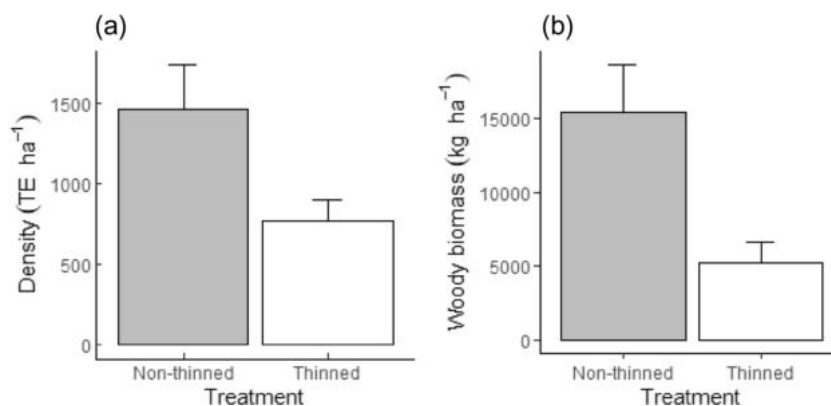 (a)
Density (TE ha⁻¹)
1500
1000
500
0
Non-thinned Thinned
Treatment
(b)
Woody biomass (kg ha⁻¹)
15000
10000
5000
0
Non-thinned Thinned
Treatment